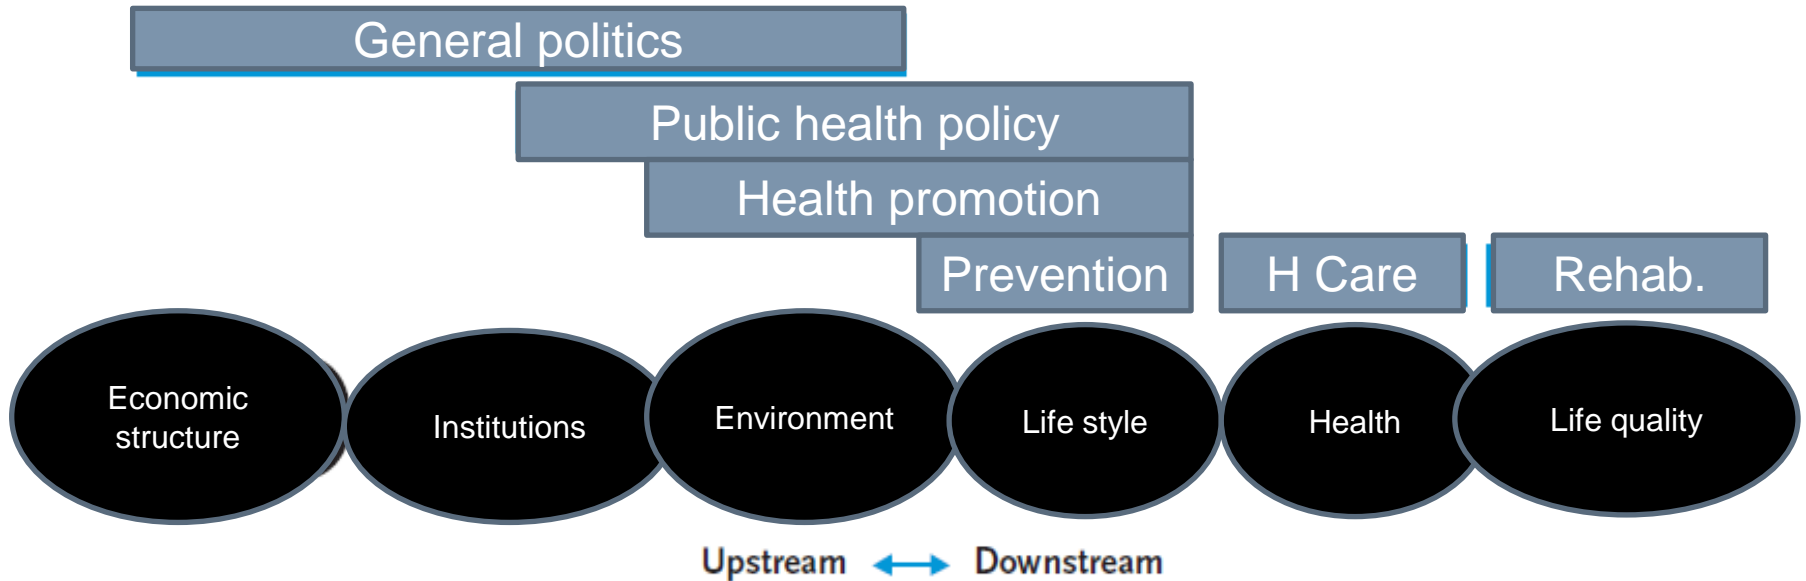 General politics
Public health policy
Health promotion
Prevention
H Care
Rehab.
Economic
structure
Institutions
Environment
Life style
Health
Life quality
Upstream
Downstream